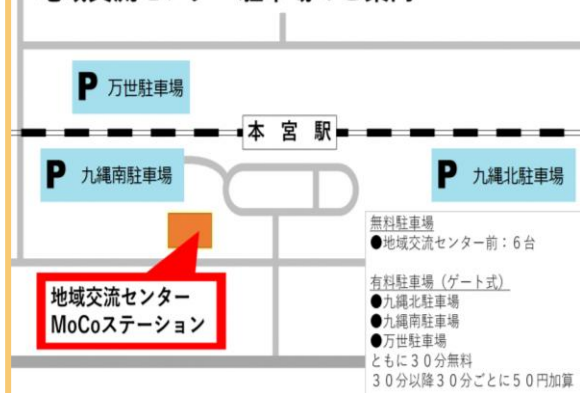 P 万世駐車場
本宮駅
P 九縄南駐車場
P 九縄北駐車場
地域交流センター
MoCoステーション
無料駐車場
●地域交流センター前：６台
有料駐車場（ゲート式）
●九縄北駐車場
●九縄南駐車場
●万世駐車場
ともに３０分無料
３０分以降３０分ごとに５０円加算